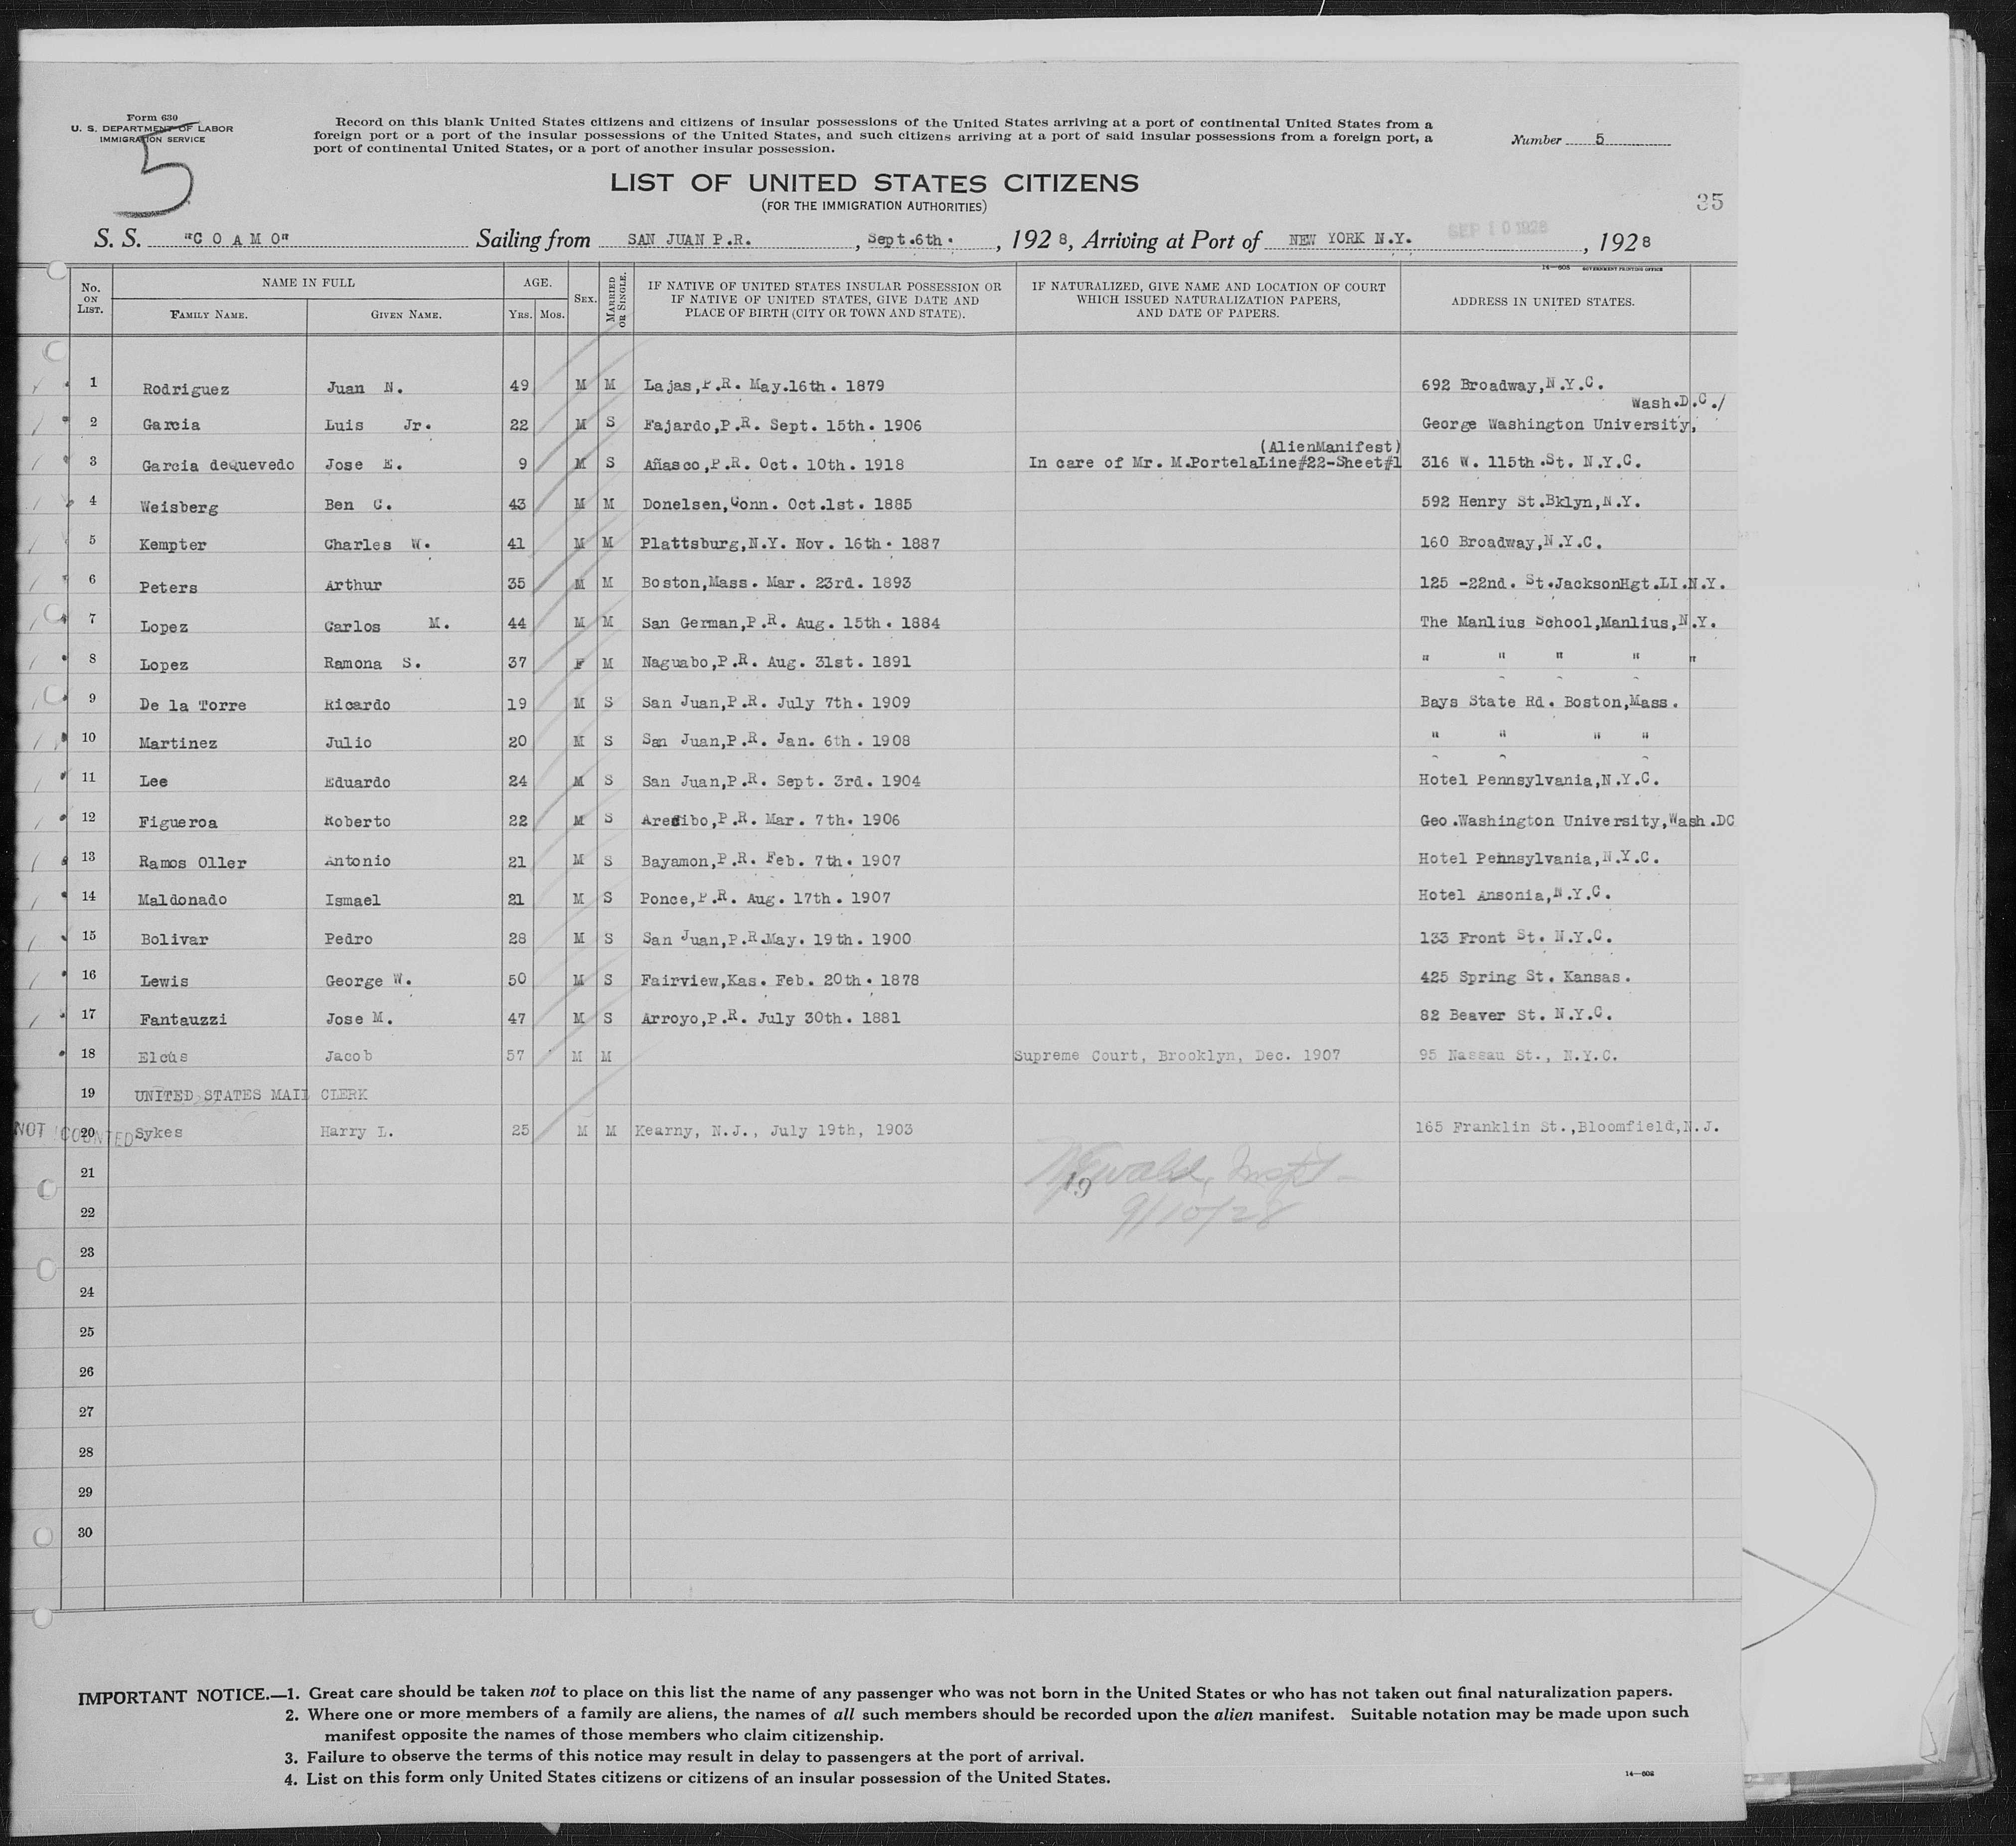 Form 630
U. S. DEPARTMENT OF LABOR
IMMIGRATION SERVICE
5
Record on this blank United States citizens and citizens of insular possessions of the United States arriving at a port of continental United States from a
foreign port or a port of the insular possessions of the United States, and such citizens arriving at a port of said insular possessions from a foreign port, a
port of continental United States, or a port of another insular possession.
Number 5
LIST OF UNITED STATES CITIZENS
(FOR THE IMMIGRATION AUTHORITIES)
35
S. S. "C O A M O" Sailing from SAN JUAN P.R. , Sept.6th. , 1928, Arriving at Port of NEW YORK N.Y. SEP 10 1928 , 1928
14—608 GOVERNMENT PRINTING OFFICE
No. ON LIST. NAME IN FULL FAMILY NAME. GIVEN NAME. AGE. YRS. MOS. SEX. MARRIED OR SINGLE. IF NATIVE OF UNITED STATES INSULAR POSSESSION OR IF NATIVE OF UNITED STATES, GIVE DATE AND PLACE OF BIRTH (CITY OR TOWN AND STATE). IF NATURALIZED, GIVE NAME AND LOCATION OF COURT WHICH ISSUED NATURALIZATION PAPERS, AND DATE OF PAPERS. ADDRESS IN UNITED STATES.
1 Rodriguez Juan N. 49 M M Lajas,P.R. May.16th. 1879 692 Broadway,N.Y.C.
Wash.D.C./
2 Garcia Luis Jr. 22 M S Fajardo,P.R. Sept. 15th. 1906 George Washington University,
(AlienManifest)
3 Garcia deQuevedo Jose E. 9 M S Añasco,P.R. Oct. 10th. 1918 In care of Mr. M.PortelaLine#22-Sheet#1 316 W. 115th.St. N.Y.C.
4 Weisberg Ben C. 43 M M Donelsen,Conn. Oct.1st. 1885 592 Henry St.Bklyn,N.Y.
5 Kempter Charles W. 41 M M Plattsburg,N.Y. Nov. 16th. 1887 160 Broadway,N.Y.C.
6 Peters Arthur 35 M M Boston,Mass. Mar. 23rd. 1893 125 -22nd. St.JacksonHgt.LI.N.Y.
7 Lopez Carlos M. 44 M M San German,P.R. Aug. 15th. 1884 The Manlius School,Manlius,N.Y.
8 Lopez Ramona S. 37 F M Naguabo,P.R. Aug. 31st. 1891 " " " " "
9 De la Torre Ricardo 19 M S San Juan,P.R. July 7th. 1909 Bays State Rd. Boston,Mass.
10 Martinez Julio 20 M S San Juan,P.R. Jan. 6th. 1908 " " " "
11 Lee Eduardo 24 M S San Juan,P.R. Sept. 3rd. 1904 Hotel Pennsylvania,N.Y.C.
12 Figueroa Roberto 22 M S Arecibo,P.R. Mar. 7th. 1906 Geo.Washington University,Wash.DC
13 Ramos Oller Antonio 21 M S Bayamon,P.R. Feb. 7th. 1907 Hotel Pennsylvania,N.Y.C.
14 Maldonado Ismael 21 M S Ponce,P.R. Aug. 17th. 1907 Hotel Ansonia,N.Y.C.
15 Bolivar Pedro 28 M S San Juan,P.R.May. 19th. 1900 133 Front St. N.Y.C.
16 Lewis George W. 50 M S Fairview,Kas. Feb. 20th. 1878 425 Spring St. Kansas.
17 Fantauzzi Jose M. 47 M S Arroyo,P.R. July 30th. 1881 82 Beaver St. N.Y.C.
18 Elcus Jacob 57 M M Supreme Court, Brooklyn, Dec. 1907 95 Nassau St., N.Y.C.
19 UNITED STATES MAIL CLERK
NOT COUNTED 20 Sykes Harry L. 25 M M Kearny, N.J., July 19th, 1903 165 Franklin St.,Bloomfield,N.J.
21
19
22 9/10/28
23
24
25
26
27
28
29
30
IMPORTANT NOTICE.—1. Great care should be taken not to place on this list the name of any passenger who was not born in the United States or who has not taken out final naturalization papers.
2. Where one or more members of a family are aliens, the names of all such members should be recorded upon the alien manifest. Suitable notation may be made upon such
manifest opposite the names of those members who claim citizenship.
3. Failure to observe the terms of this notice may result in delay to passengers at the port of arrival.
4. List on this form only United States citizens or citizens of an insular possession of the United States.
14—608